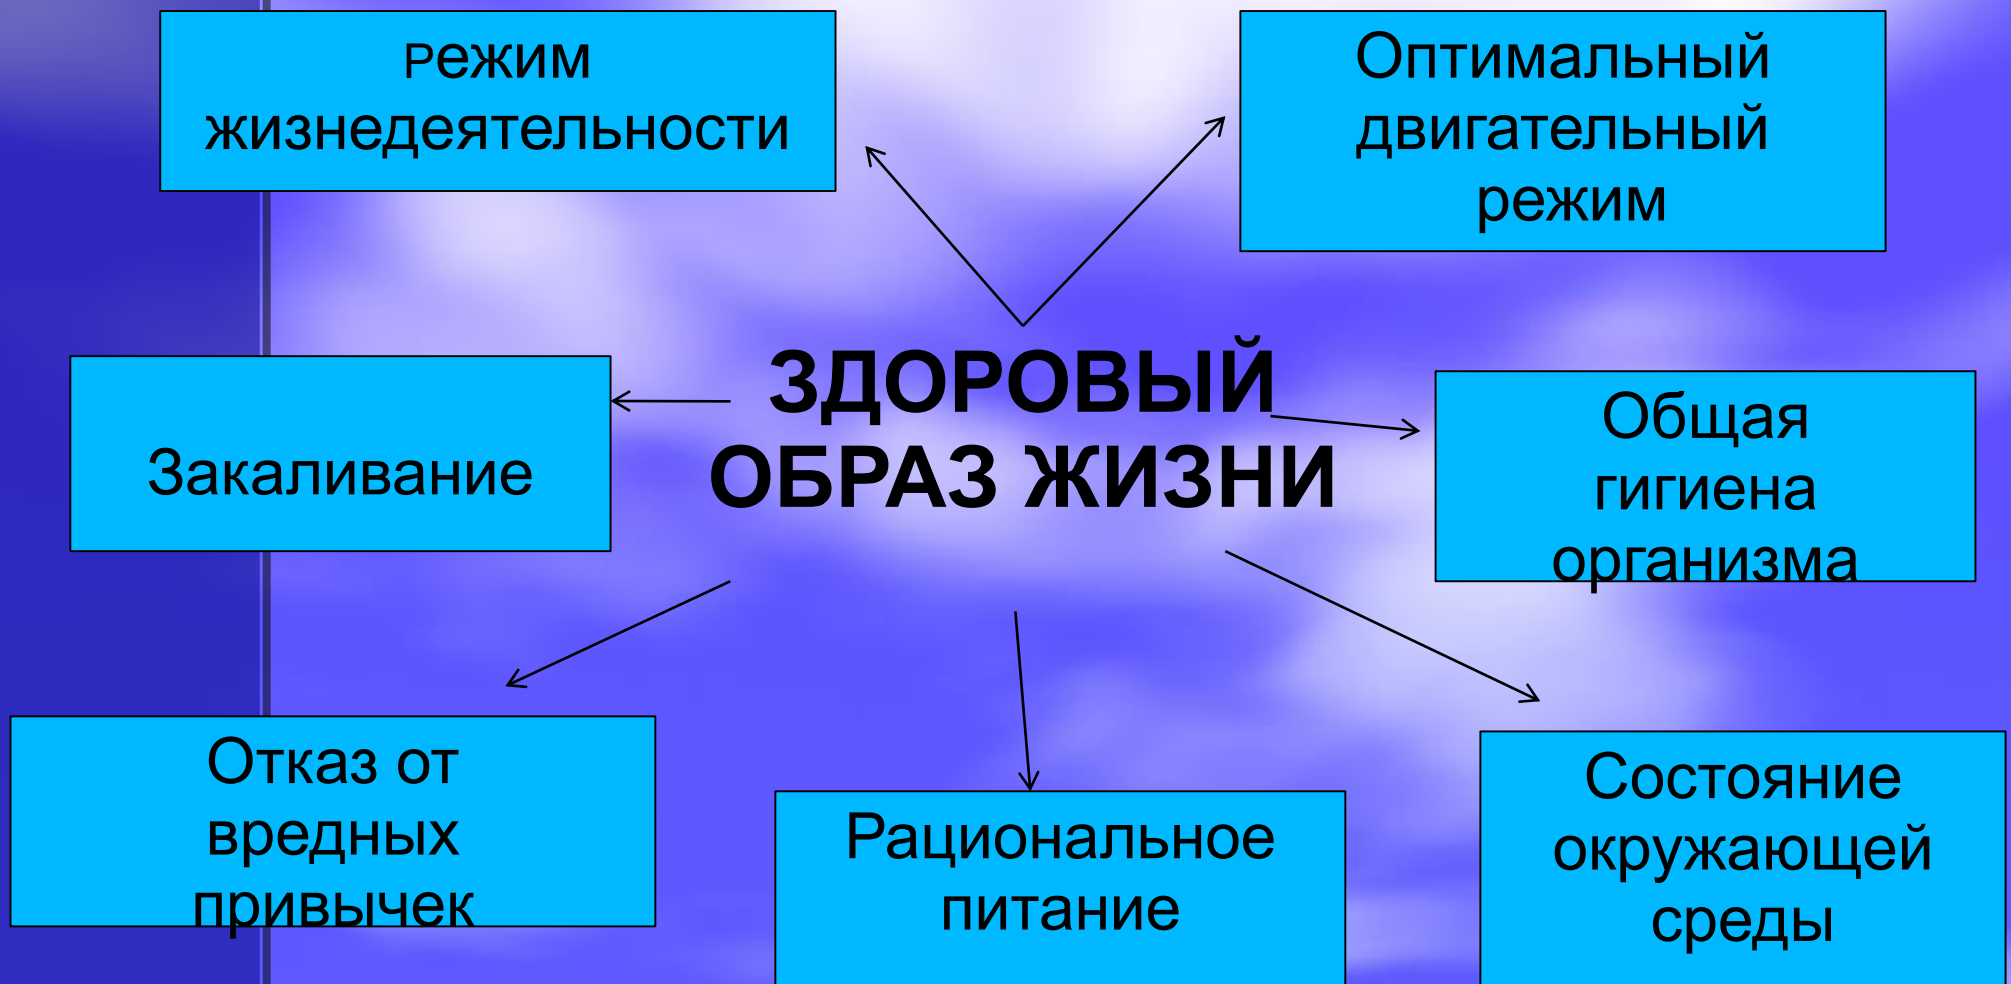 Режим
жизнедеятельности
Оптимальный
двигательный
режим
ЗДОРОВЫЙ
ОБРАЗ ЖИЗНИ
Закаливание
Общая
гигиена
организма
Отказ от
вредных
привычек
Рациональное
питание
Состояние
окружающей
среды